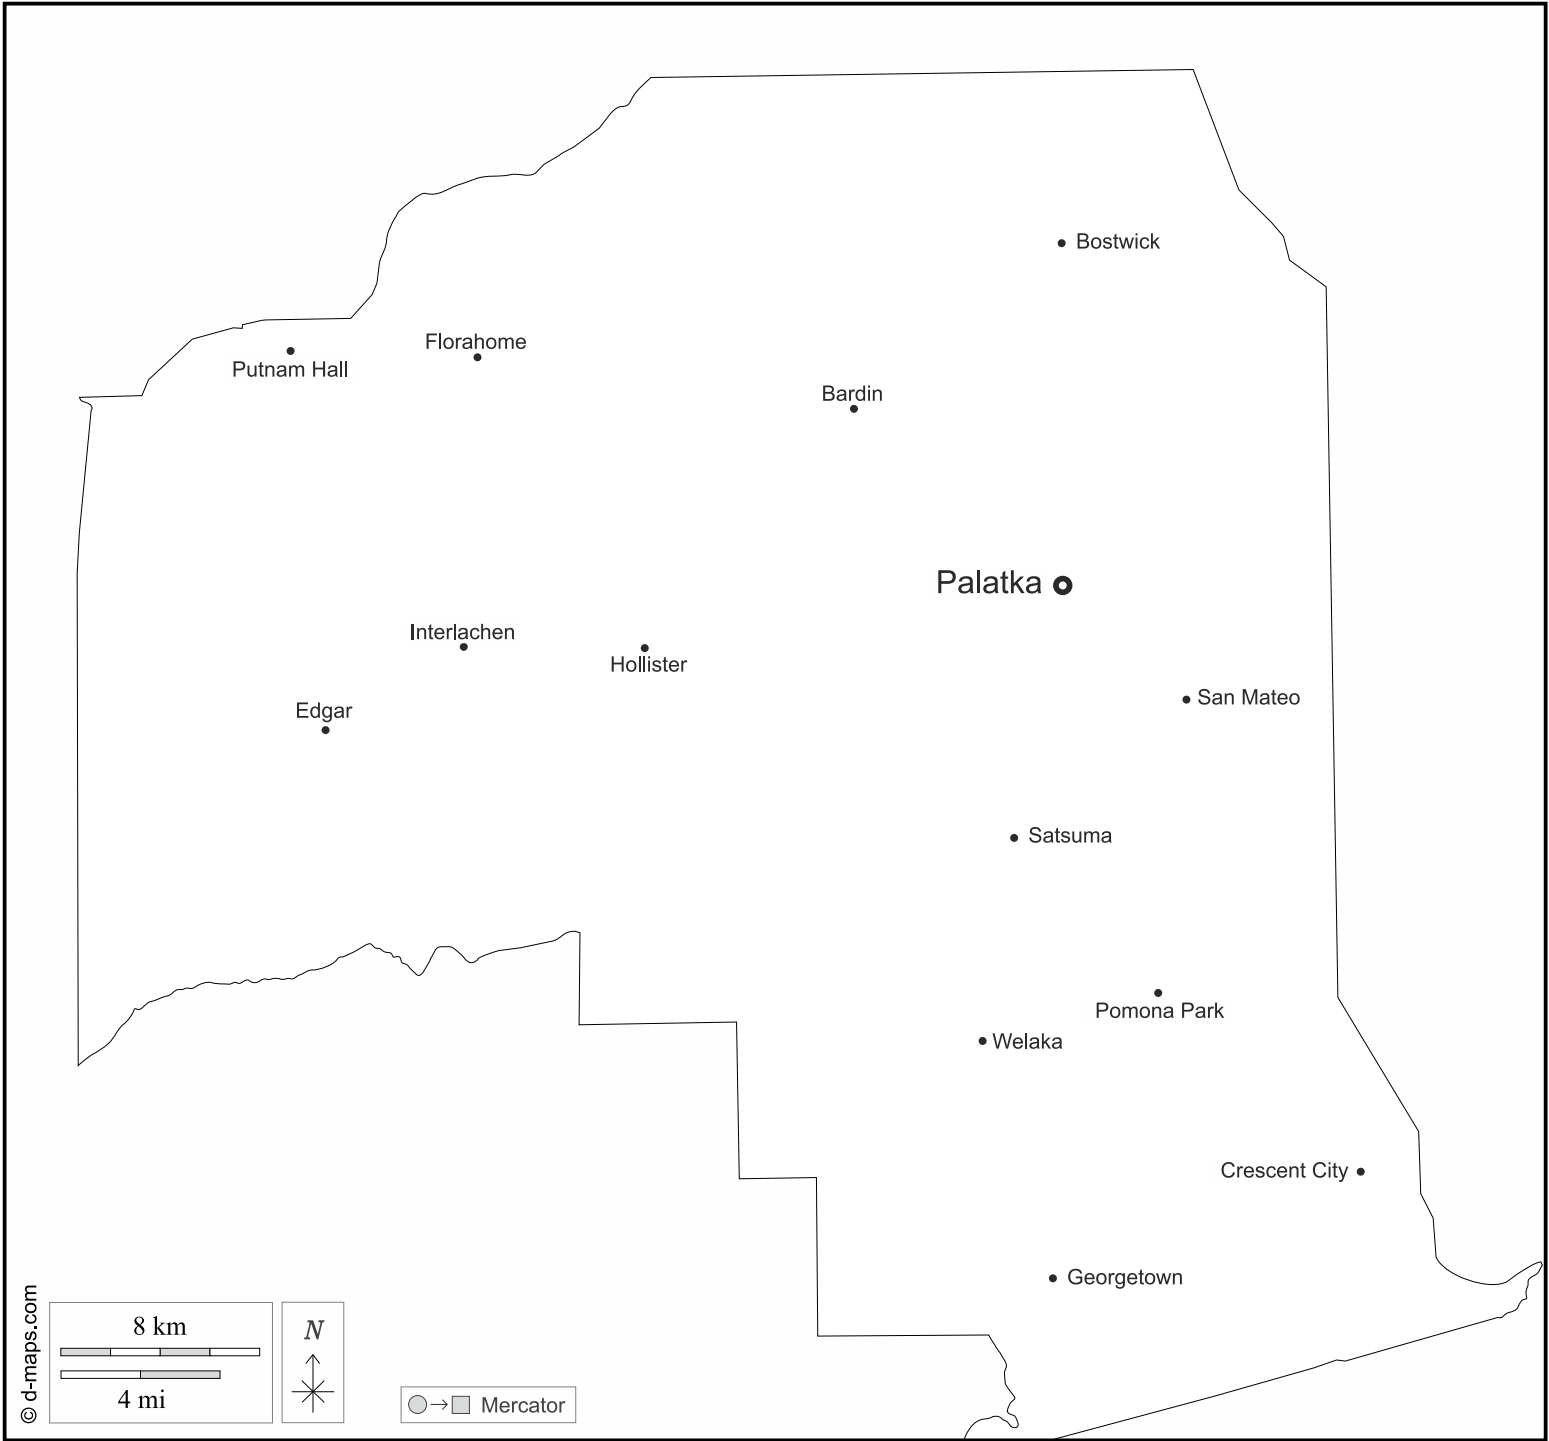 Bostwick
Florahome
Putnam Hall
Bardin
Palatka
Interlachen
Hollister
San Mateo
Edgar
Satsuma
Pomona Park
Welaka
Crescent City
Georgetown
© d-maps.com
8 km
4 mi
N
Mercator